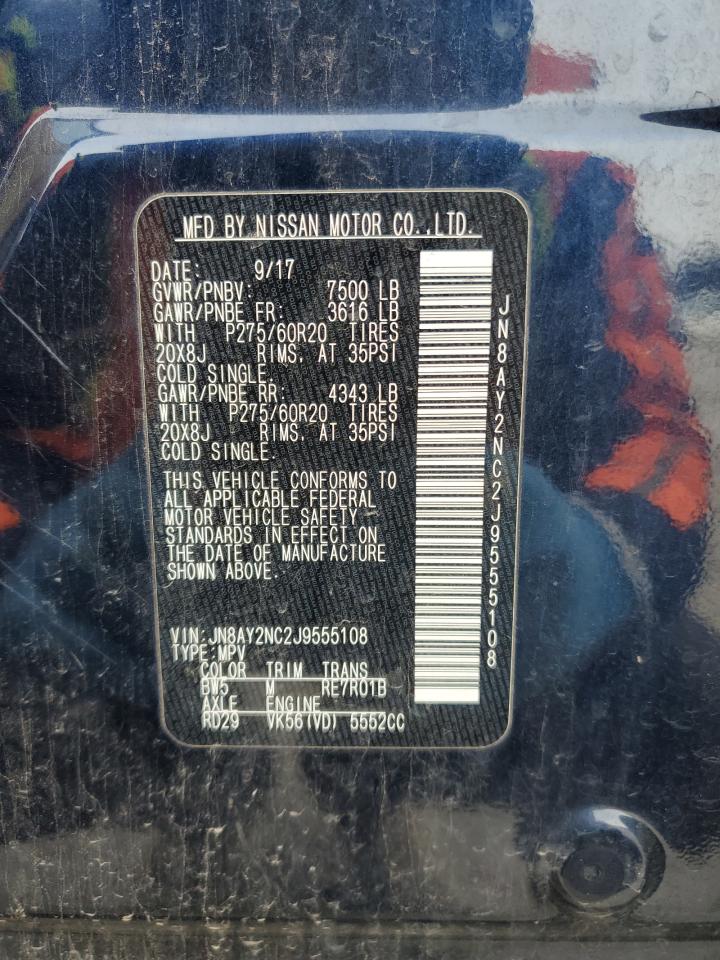 MFD BY NISSAN MOTOR CO.,LTD.
DATE: 9/17
GVWR/PNBV: 7500 LB
GAWR/PNBE FR: 3616 LB
WITH P275/60R20 TIRES
20X8J RIMS. AT 35PSI
COLD SINGLE.
GAWR/PNBE RR: 4343 LB
WITH P275/60R20 TIRES
20X8J RIMS. AT 35PSI
COLD SINGLE.
THIS VEHICLE CONFORMS TO
ALL APPLICABLE FEDERAL
MOTOR VEHICLE SAFETY
STANDARDS IN EFFECT ON
THE DATE OF MANUFACTURE
SHOWN ABOVE.
VIN:JN8AY2NC2J9555108
TYPE:MPV
COLOR TRIM TRANS
BW5 M RE7R01B
AXLE ENGINE
RD29 VK56(VD) 5552CC
JN8AY2NC2J9555108